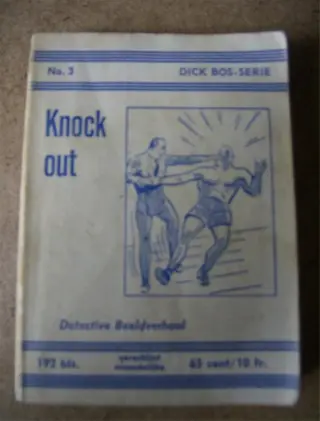 No. 3 DICK BOS-SERIE
Knock
out
Detective Beeldverhaal
192 blz. verschijnt 65 cent/10 fr.
maandelijks